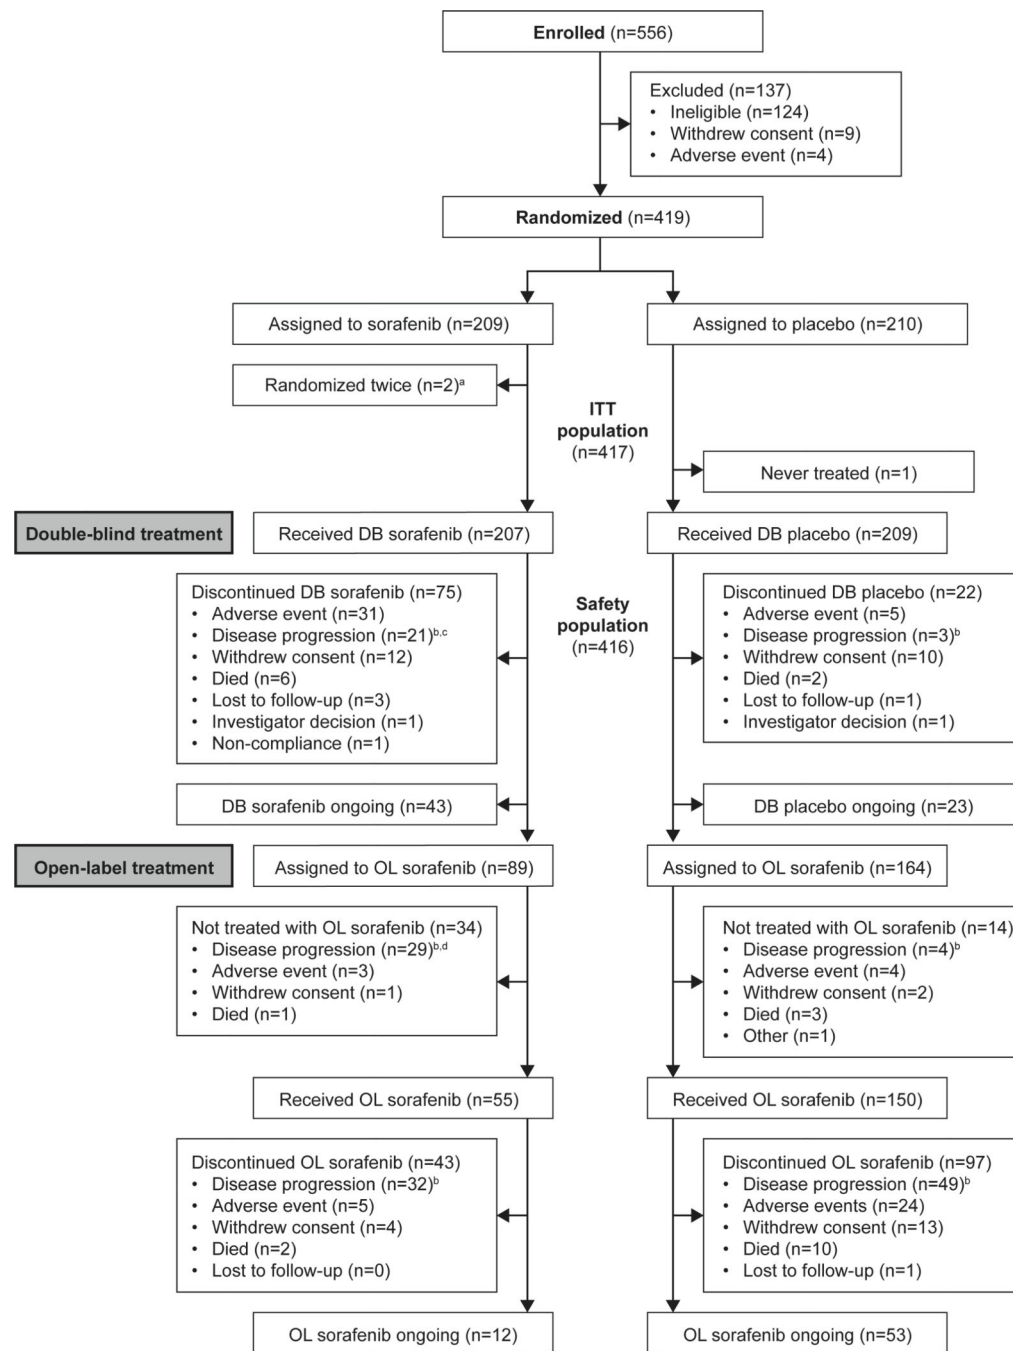 Enrolled (n=556)
Excluded (n=137)
• Ineligible (n=124)
• Withdrew consent (n=9)
• Adverse event (n=4)
Randomized (n=419)
Assigned to sorafenib (n=209)
Assigned to placebo (n=210)
Randomized twice (n=2)ᵃ
ITT
population
(n=417)
Never treated (n=1)
Double-blind treatment
Received DB sorafenib (n=207)
Received DB placebo (n=209)
Discontinued DB sorafenib (n=75)
• Adverse event (n=31)
• Disease progression (n=21)ᵇ,ᶜ
• Withdrew consent (n=12)
• Died (n=6)
• Lost to follow-up (n=3)
• Investigator decision (n=1)
• Non-compliance (n=1)
Safety
population
(n=416)
Discontinued DB placebo (n=22)
• Adverse event (n=5)
• Disease progression (n=3)ᵇ
• Withdrew consent (n=10)
• Died (n=2)
• Lost to follow-up (n=1)
• Investigator decision (n=1)
DB sorafenib ongoing (n=43)
DB placebo ongoing (n=23)
Open-label treatment
Assigned to OL sorafenib (n=89)
Assigned to OL sorafenib (n=164)
Not treated with OL sorafenib (n=34)
• Disease progression (n=29)ᵇ,ᵈ
• Adverse event (n=3)
• Withdrew consent (n=1)
• Died (n=1)
Not treated with OL sorafenib (n=14)
• Disease progression (n=4)ᵇ
• Adverse event (n=4)
• Withdrew consent (n=2)
• Died (n=3)
• Other (n=1)
Received OL sorafenib (n=55)
Received OL sorafenib (n=150)
Discontinued OL sorafenib (n=43)
• Disease progression (n=32)ᵇ
• Adverse event (n=5)
• Withdrew consent (n=4)
• Died (n=2)
• Lost to follow-up (n=0)
Discontinued OL sorafenib (n=97)
• Disease progression (n=49)ᵇ
• Adverse events (n=24)
• Withdrew consent (n=13)
• Died (n=10)
• Lost to follow-up (n=1)
OL sorafenib ongoing (n=12)
OL sorafenib ongoing (n=53)